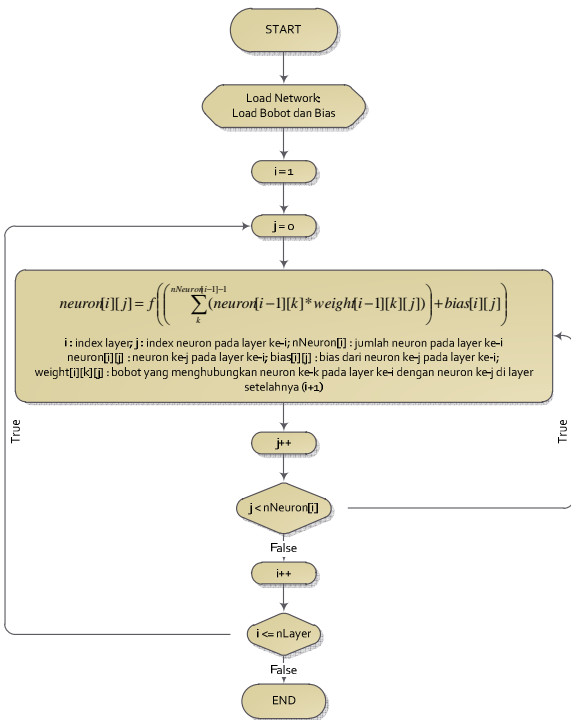 START
Load Network:
Load Bobot dan Bias
i = 1
j = 0
nNeuron[i-1]-1
neuron[i][j] = f((∑(neuron[i-1][k]* weight[i-1][k][j])) + bias[i][j])
k
i : index layer; j : index neuron pada layer ke-i; nNeuron[i] : jumlah neuron pada layer ke-i
neuron[i][j] : neuron ke-j pada layer ke-i; bias[i][j] : bias dari neuron ke-j pada layer ke-i;
weight[i][k][j] : bobot yang menghubungkan neuron ke-k pada layer ke-i dengan neuron ke-j di layer
setelahnya (i+1)
True
True
j++
j < nNeuron[i]
False
i++
i <= nLayer
False
END